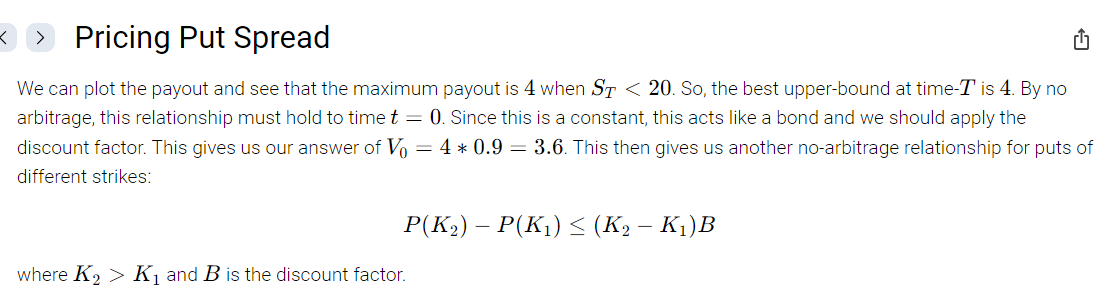 Pricing Put Spread
We can plot the payout and see that the maximum payout is 4 when $S_T < 20$. So, the best upper-bound at time-$T$ is 4. By no
arbitrage, this relationship must hold to time $t = 0$. Since this is a constant, this acts like a bond and we should apply the
discount factor. This gives us our answer of $V_0 = 4 * 0.9 = 3.6$. This then gives us another no-arbitrage relationship for puts of
different strikes:
$P(K_2) - P(K_1) \leq (K_2 - K_1)B$
where $K_2 > K_1$ and $B$ is the discount factor.